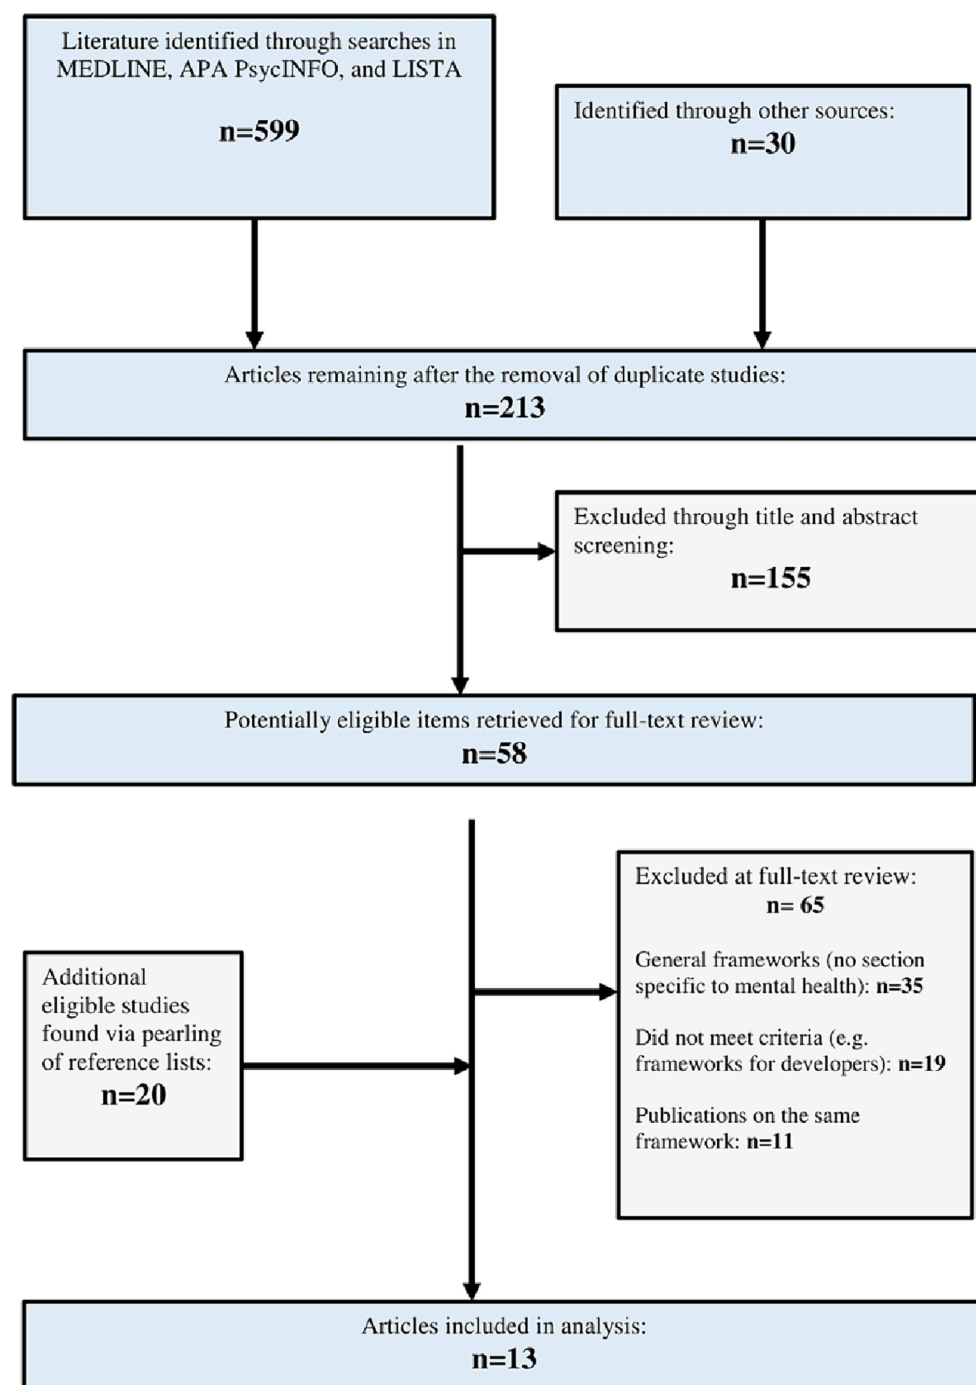 Literature identified through searches in
MEDLINE, APA PsycINFO, and LISTA
n=599
Identified through other sources:
n=30
Articles remaining after the removal of duplicate studies:
n=213
Excluded through title and abstract
screening:
n=155
Potentially eligible items retrieved for full-text review:
n=58
Excluded at full-text review:
n= 65
General frameworks (no section
specific to mental health): n=35
Did not meet criteria (e.g.
frameworks for developers): n=19
Publications on the same
framework: n=11
Additional
eligible studies
found via pearling
of reference lists:
n=20
Articles included in analysis:
n=13